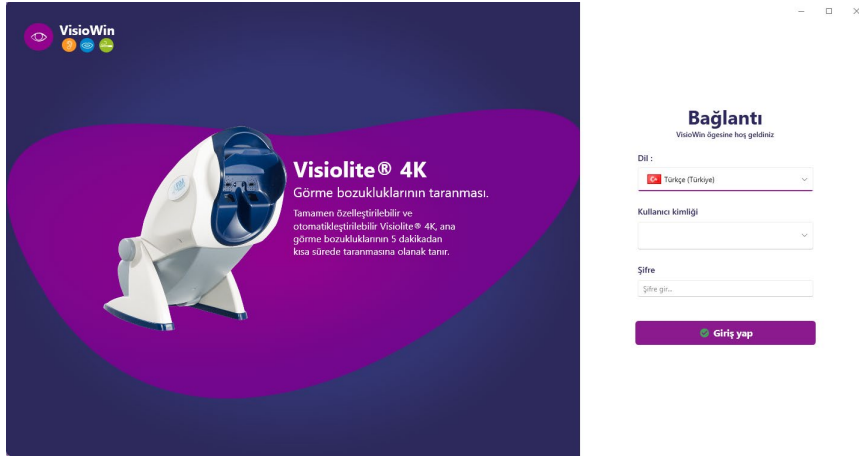 VisioWin
Visiolite® 4K
Görme bozukluklarının taranması.
Tamamen özelleştirilebilir ve
otomatikleştirilebilir Visiolite® 4K, ana
görme bozukluklarının 5 dakikadan
kısa sürede taranmasına olanak tanır.
Bağlantı
VisioWin ögesine hoş geldiniz
Dil :
Türkçe (Türkiye)
Kullanıcı kimliği
Şifre
Şifre gir...
Giriş yap